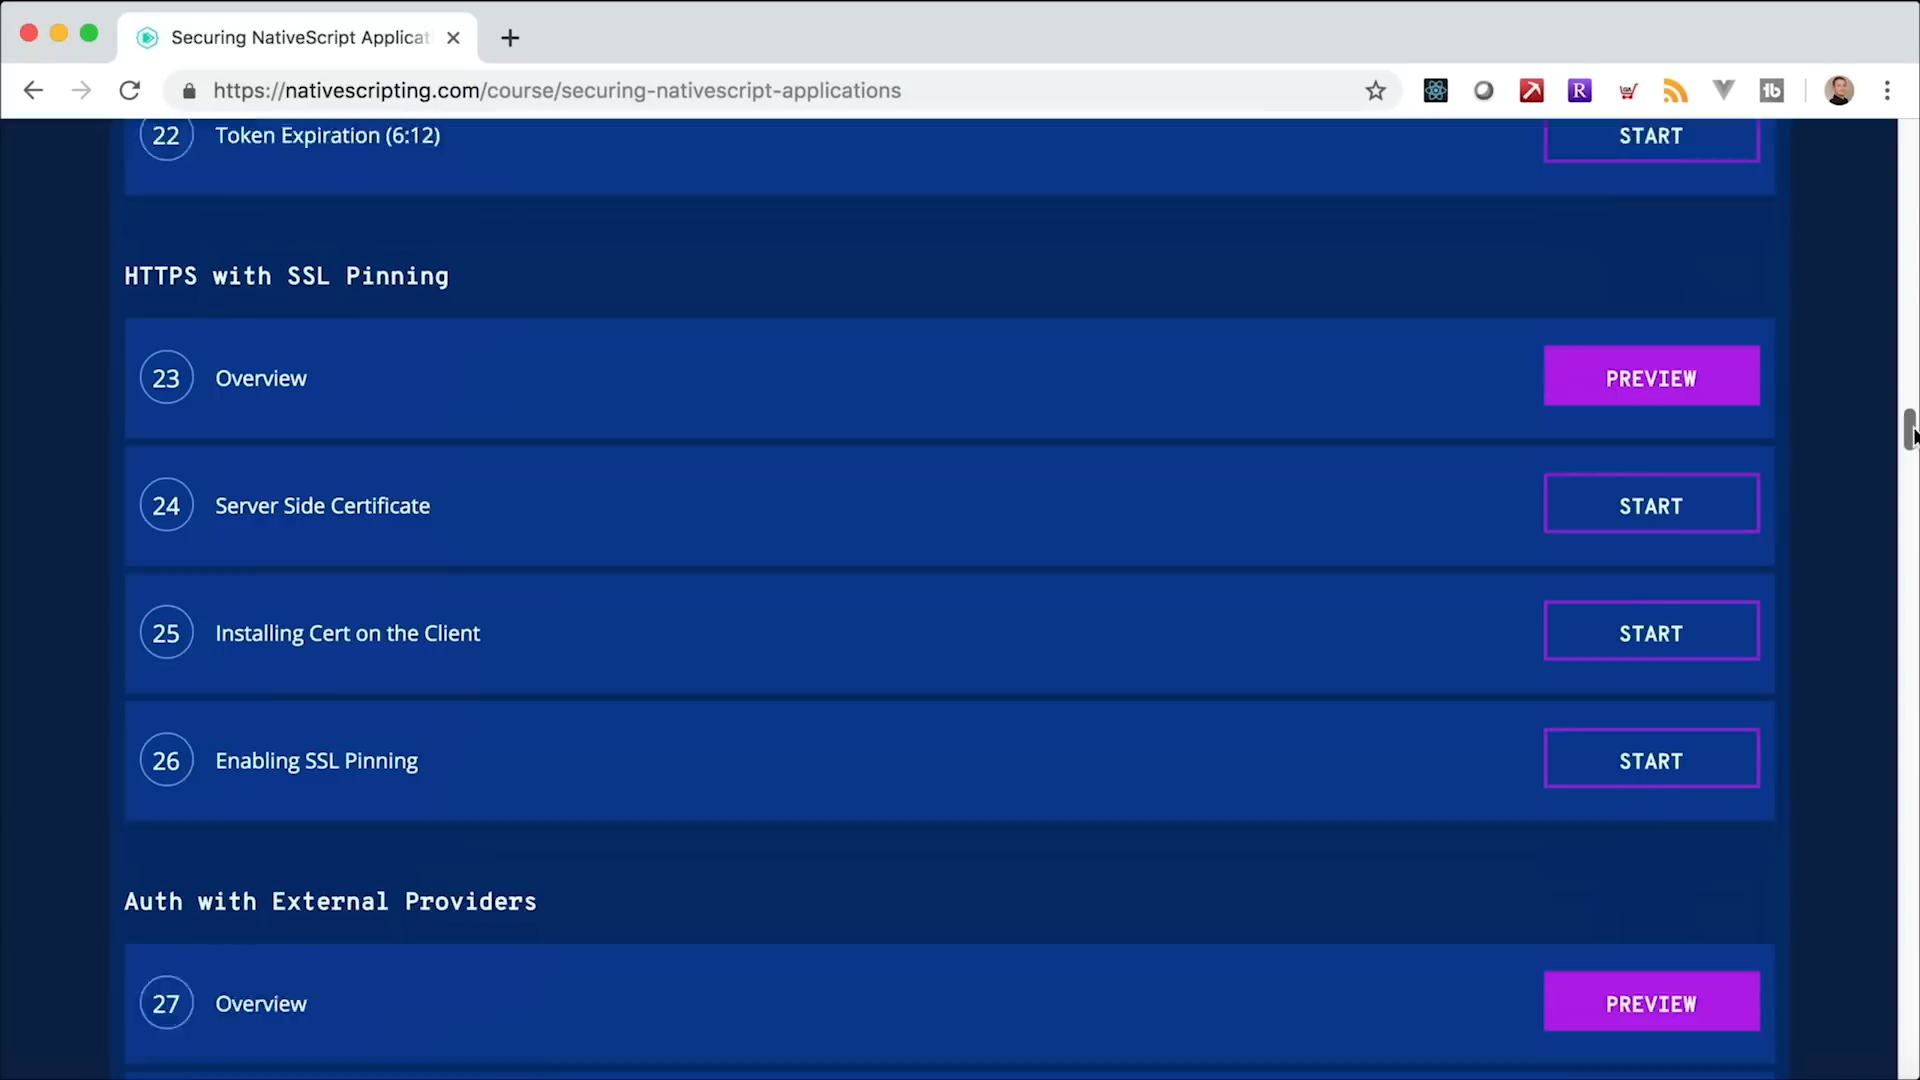 Securing NativeScript Applicat
https://nativescripting.com/course/securing-nativescript-applications
R
tb
22 Token Expiration (6:12) START
HTTPS with SSL Pinning
23 Overview PREVIEW
24 Server Side Certificate START
25 Installing Cert on the Client START
26 Enabling SSL Pinning START
Auth with External Providers
27 Overview PREVIEW